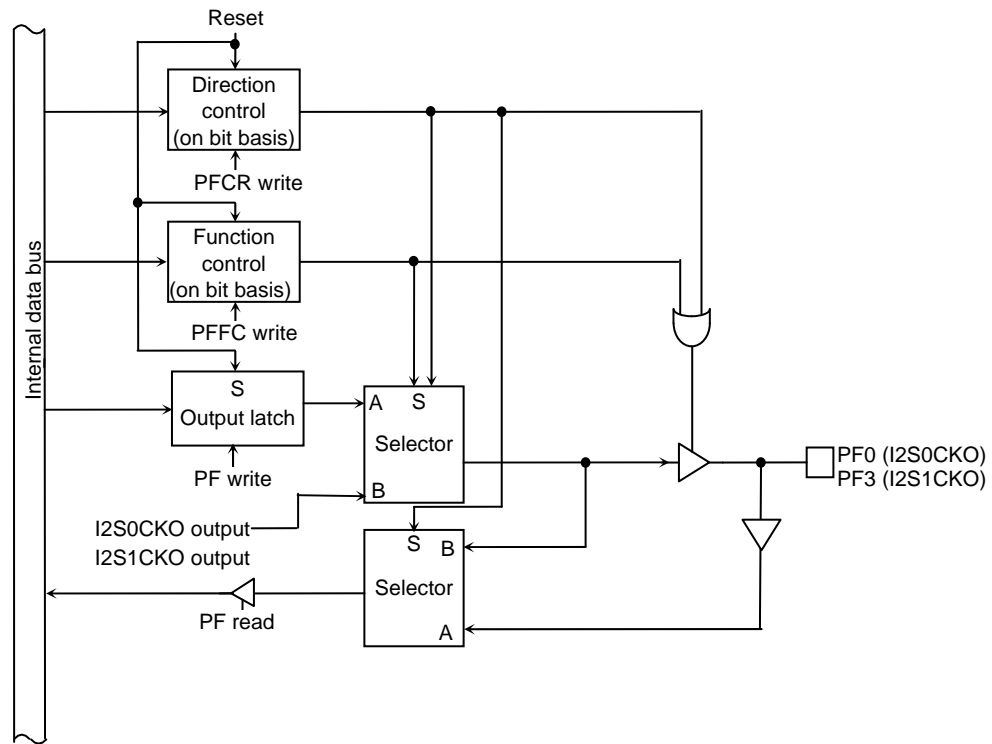 Reset
Direction
control
(on bit basis)
PFCR write
Function
control
(on bit basis)
PFFC write
Internal data bus
S
Output latch
PF write
A
S
Selector
B
PF0 (I2S0CKO)
PF3 (I2S1CKO)
I2S0CKO output
I2S1CKO output
S
B
Selector
A
PF read